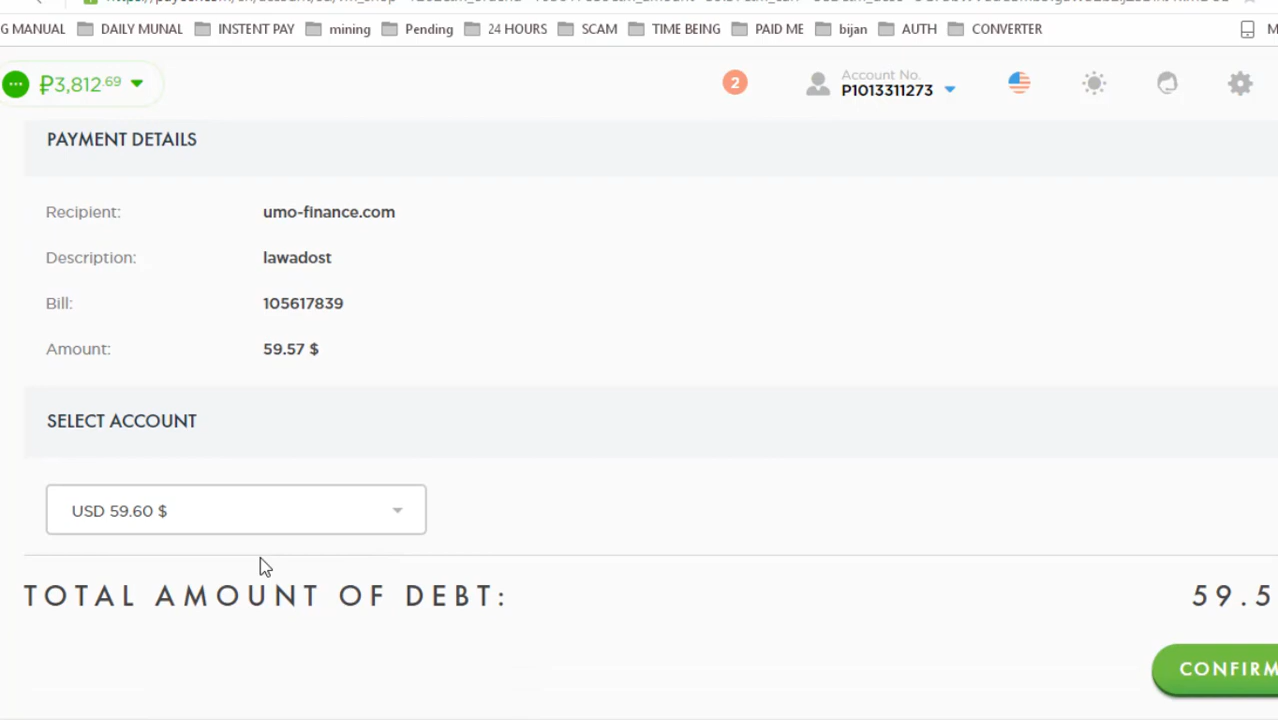 G MANUAL DAILY MUNAL INSTENT PAY mining Pending 24 HOURS SCAM TIME BEING PAID ME bijan AUTH CONVERTER
₽3,812.69 2 Account No.
P1013311273
PAYMENT DETAILS
Recipient: umo-finance.com
Description: lawadost
Bill: 105617839
Amount: 59.57 $
SELECT ACCOUNT
USD 59.60 $
TOTAL AMOUNT OF DEBT: 59.5
CONFIRM